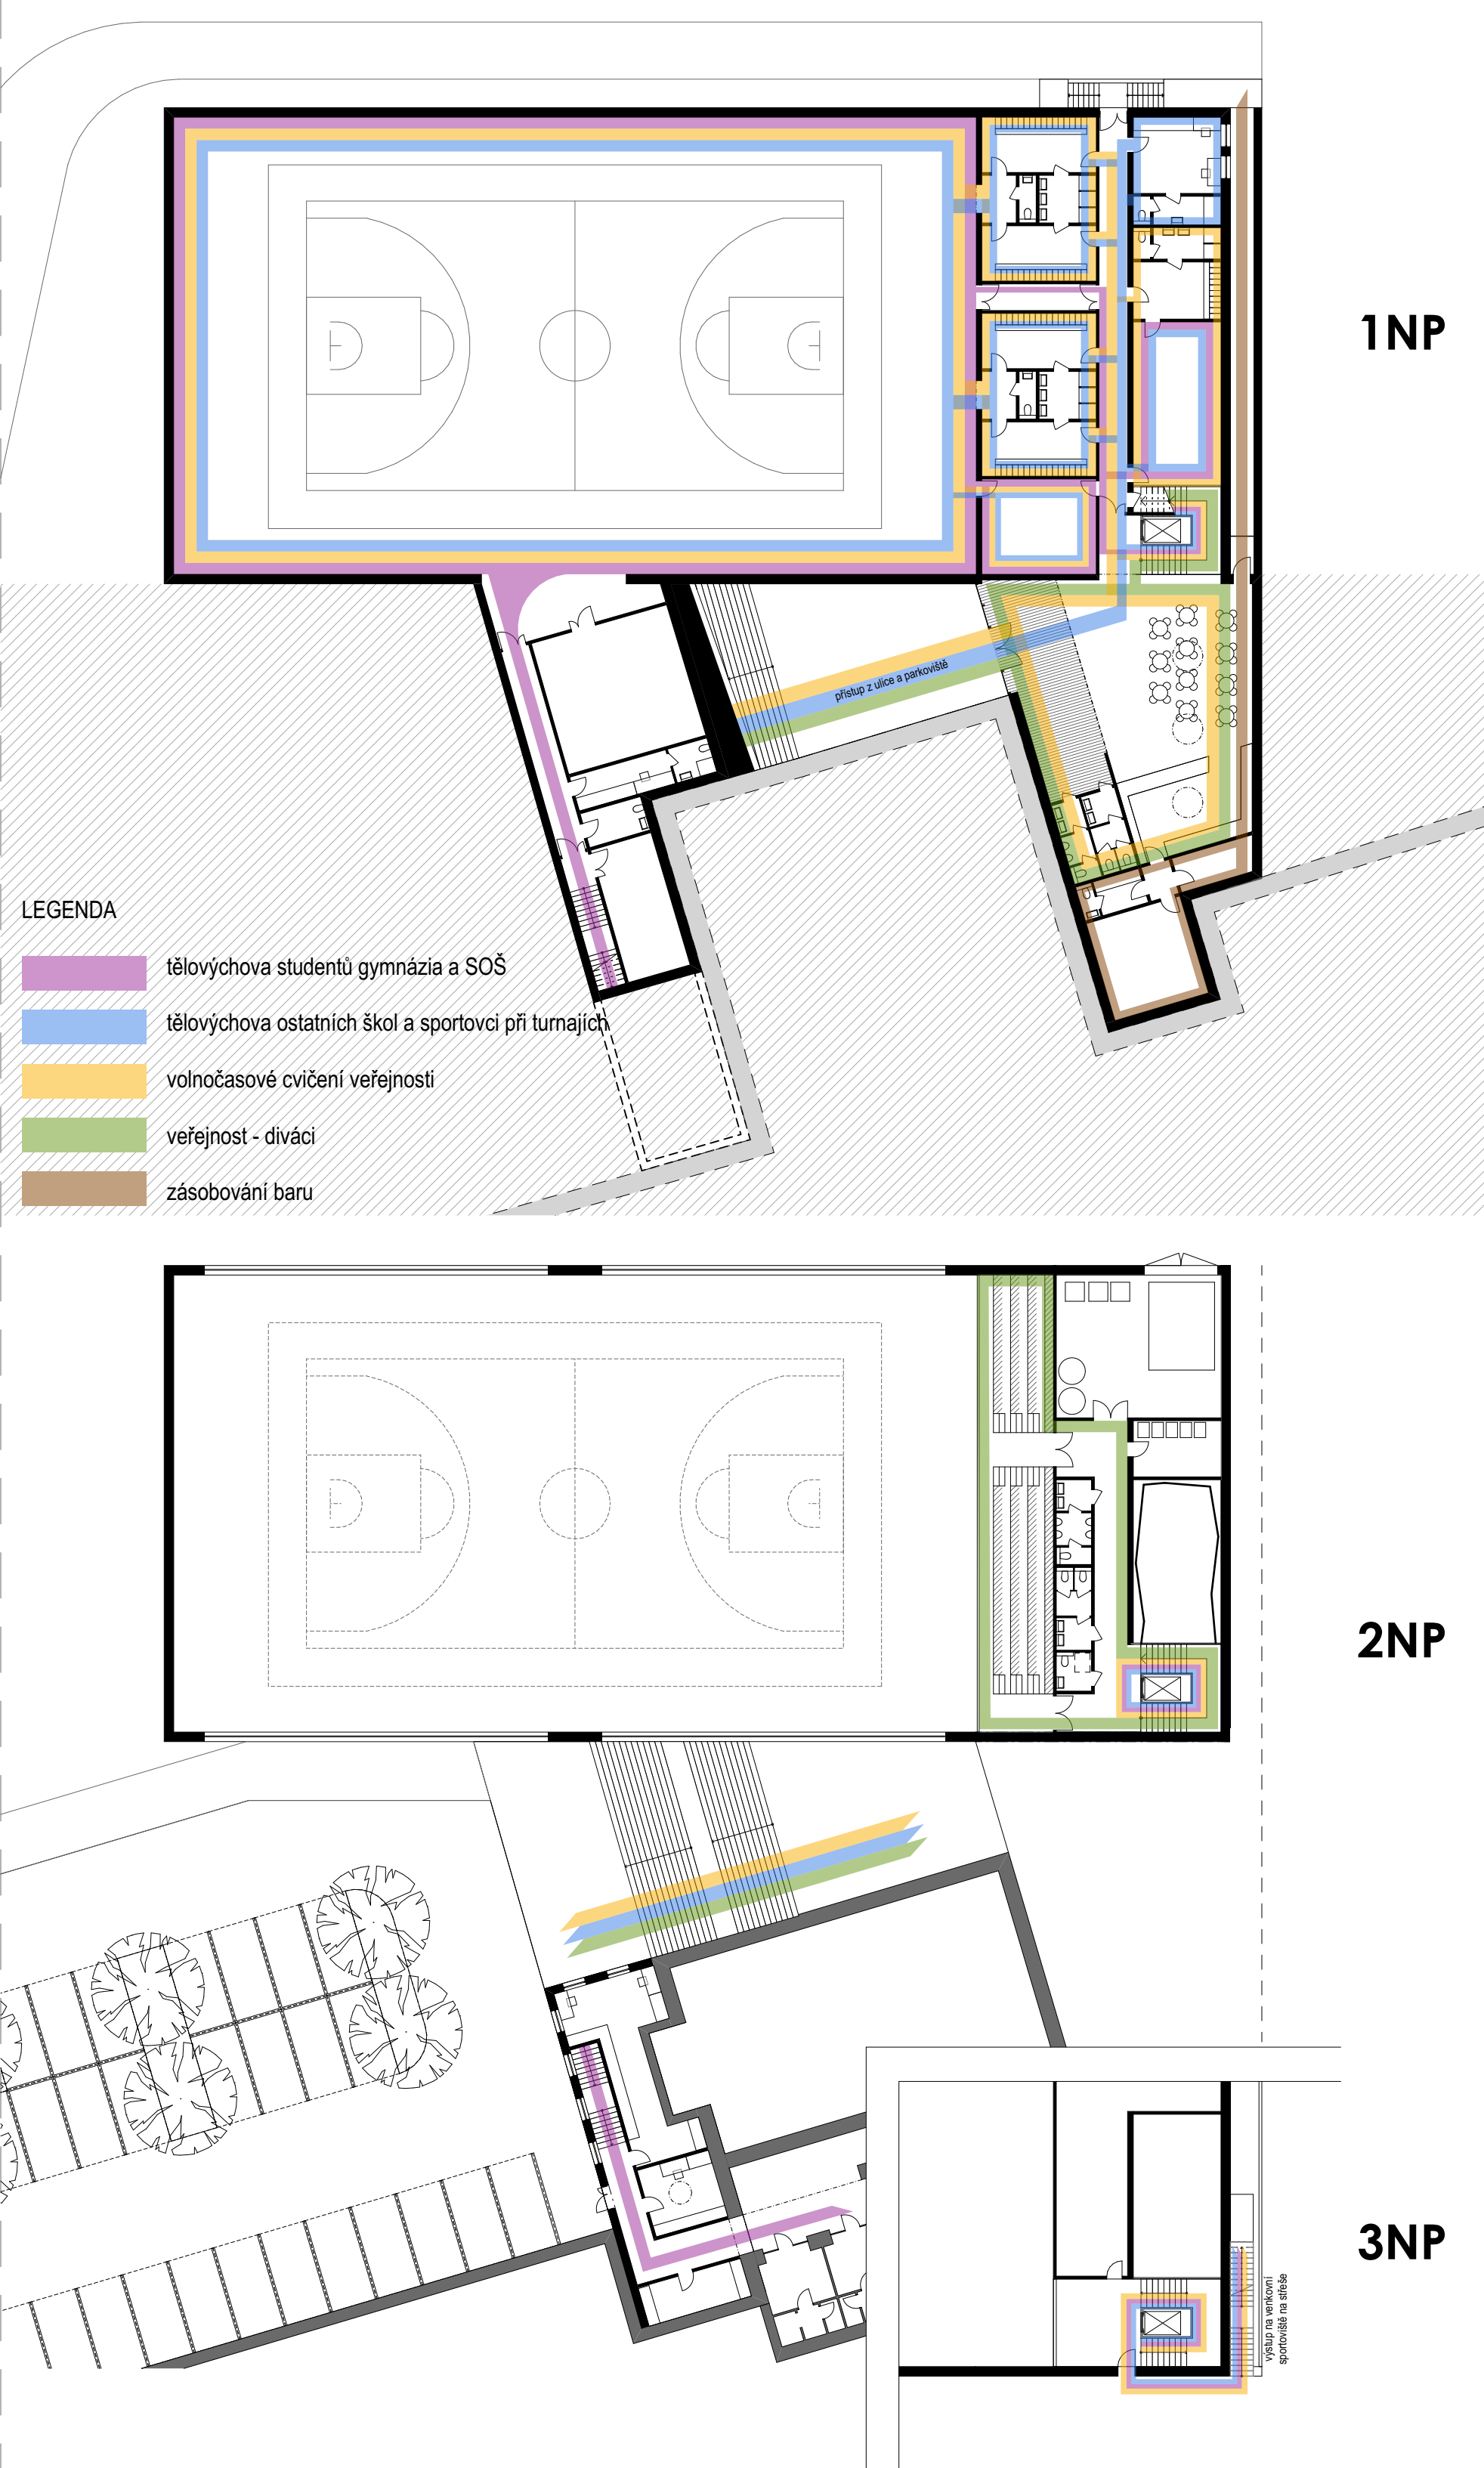 1NP
přístup z ulice a parkoviště
LEGENDA
tělovýchova studentů gymnázia a SOŠ
tělovýchova ostatních škol a sportovci při turnajích
volnočasové cvičení veřejnosti
veřejnost - diváci
zásobování baru
2NP
3NP
výstup na venkovní
sportoviště na střeše